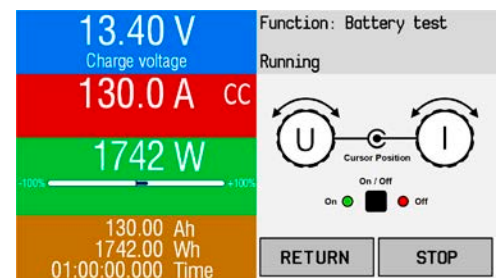 13.40 V
Charge voltage
130.0 A CC
1742 W
-100% +100%
130.00 Ah
1742.00 Wh
01:00:00.000 Time
Function: Battery test
Running
U I
Cursor Position
On / Off
On Off
RETURN STOP